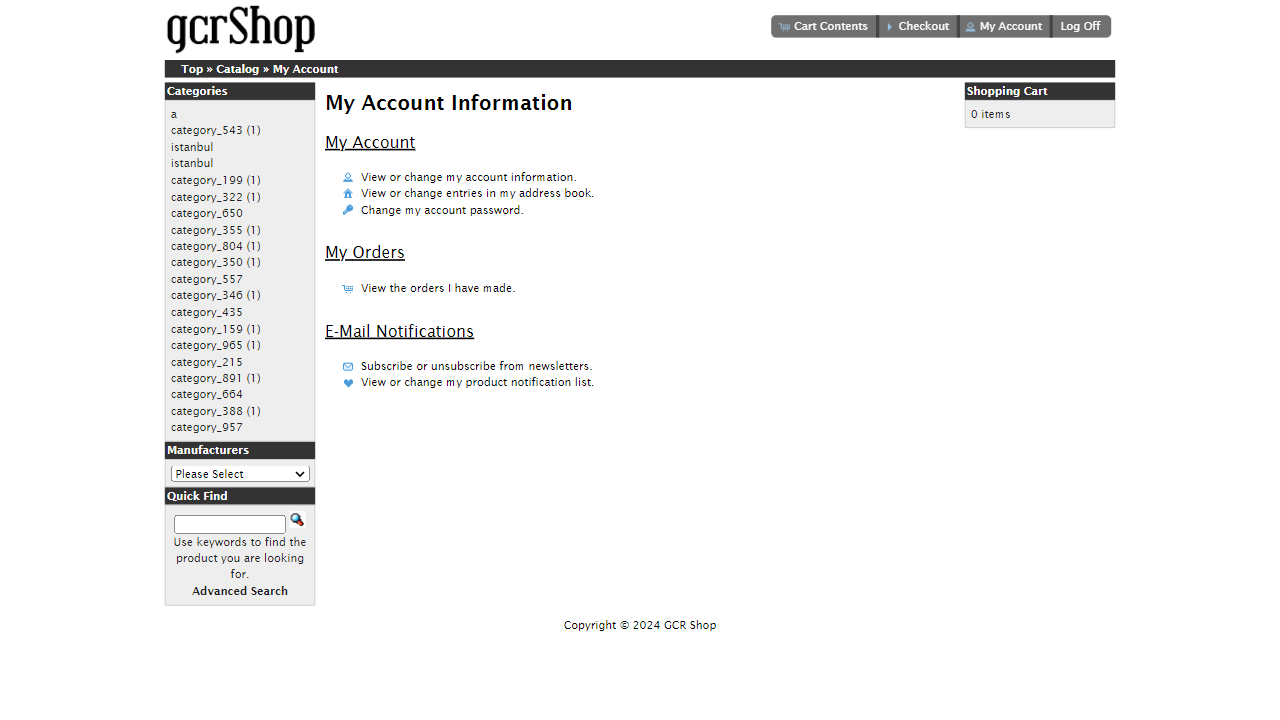 gcrShop
Cart Contents
Checkout
My Account
Log Off
Top » Catalog » My Account
Categories
a
category_543 (1)
istanbul
istanbul
category_199 (1)
category_322 (1)
category_650
category_355 (1)
category_804 (1)
category_350 (1)
category_557
category_346 (1)
category_435
category_159 (1)
category_965 (1)
category_215
category_891 (1)
category_664
category_388 (1)
category_957
Manufacturers
Please Select
Quick Find
Use keywords to find the
product you are looking
for.
Advanced Search
My Account Information
My Account
View or change my account information.
View or change entries in my address book.
Change my account password.
My Orders
View the orders I have made.
E-Mail Notifications
Subscribe or unsubscribe from newsletters.
View or change my product notification list.
Shopping Cart
0 items
Copyright © 2024 GCR Shop